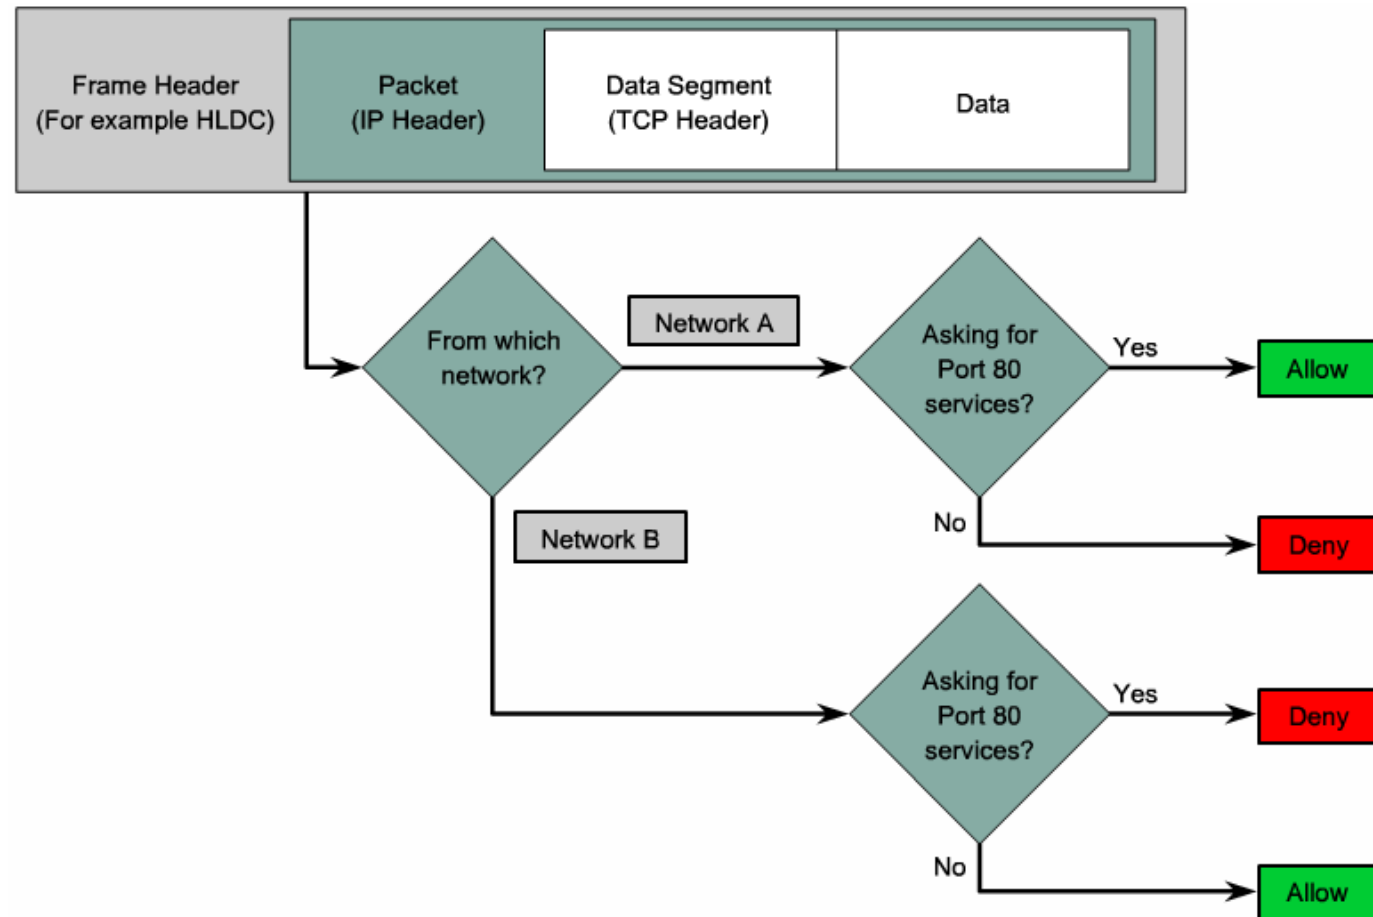 Frame Header
(For example HLDC)
Packet
(IP Header)
Data Segment
(TCP Header)
Data
From which
network?
Network A
Asking for
Port 80
services?
Yes
Allow
No
Deny
Network B
Asking for
Port 80
services?
Yes
Deny
No
Allow